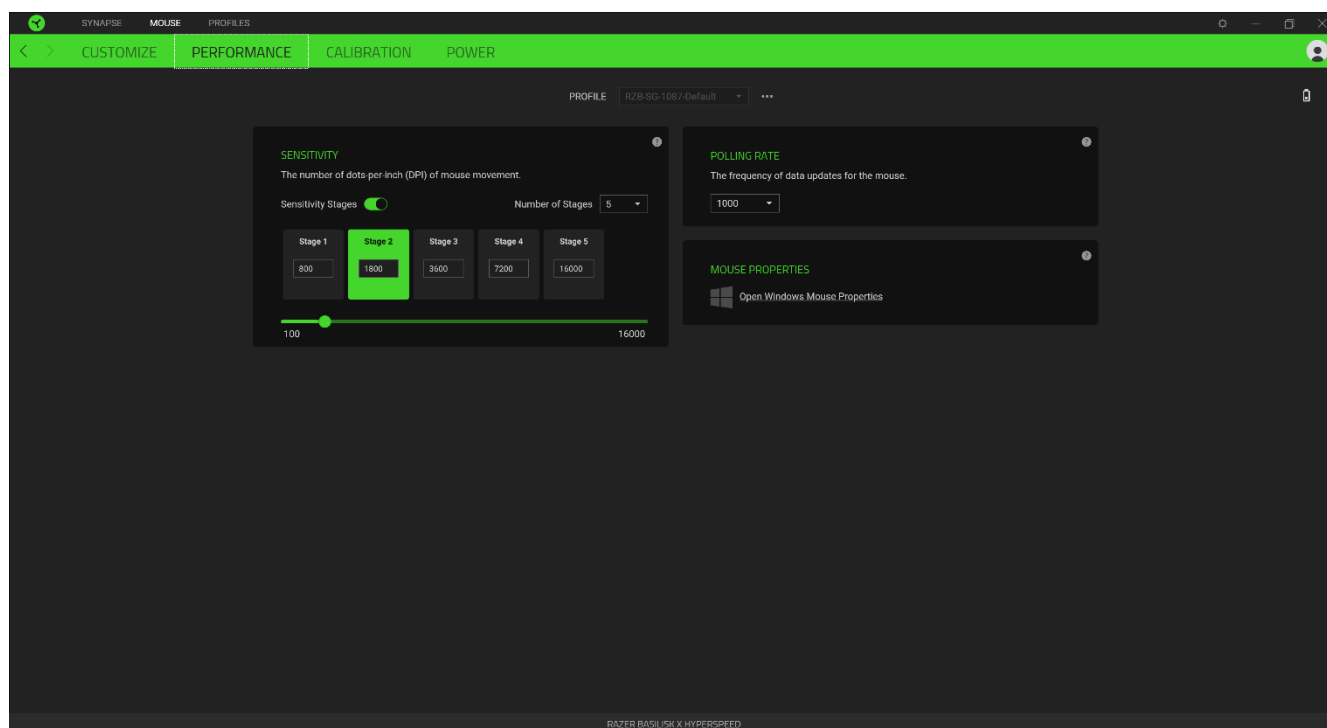 SYNAPSE MOUSE PROFILES
CUSTOMIZE PERFORMANCE CALIBRATION POWER
PROFILE RZB-SG-1087-Default
SENSITIVITY
The number of dots-per-inch (DPI) of mouse movement.
Sensitivity Stages Number of Stages 5
Stage 1 Stage 2 Stage 3 Stage 4 Stage 5
800 1800 3600 7200 16000
100 16000
POLLING RATE
The frequency of data updates for the mouse.
1000
MOUSE PROPERTIES
Open Windows Mouse Properties
RAZER BASILISK X HYPERSPEED